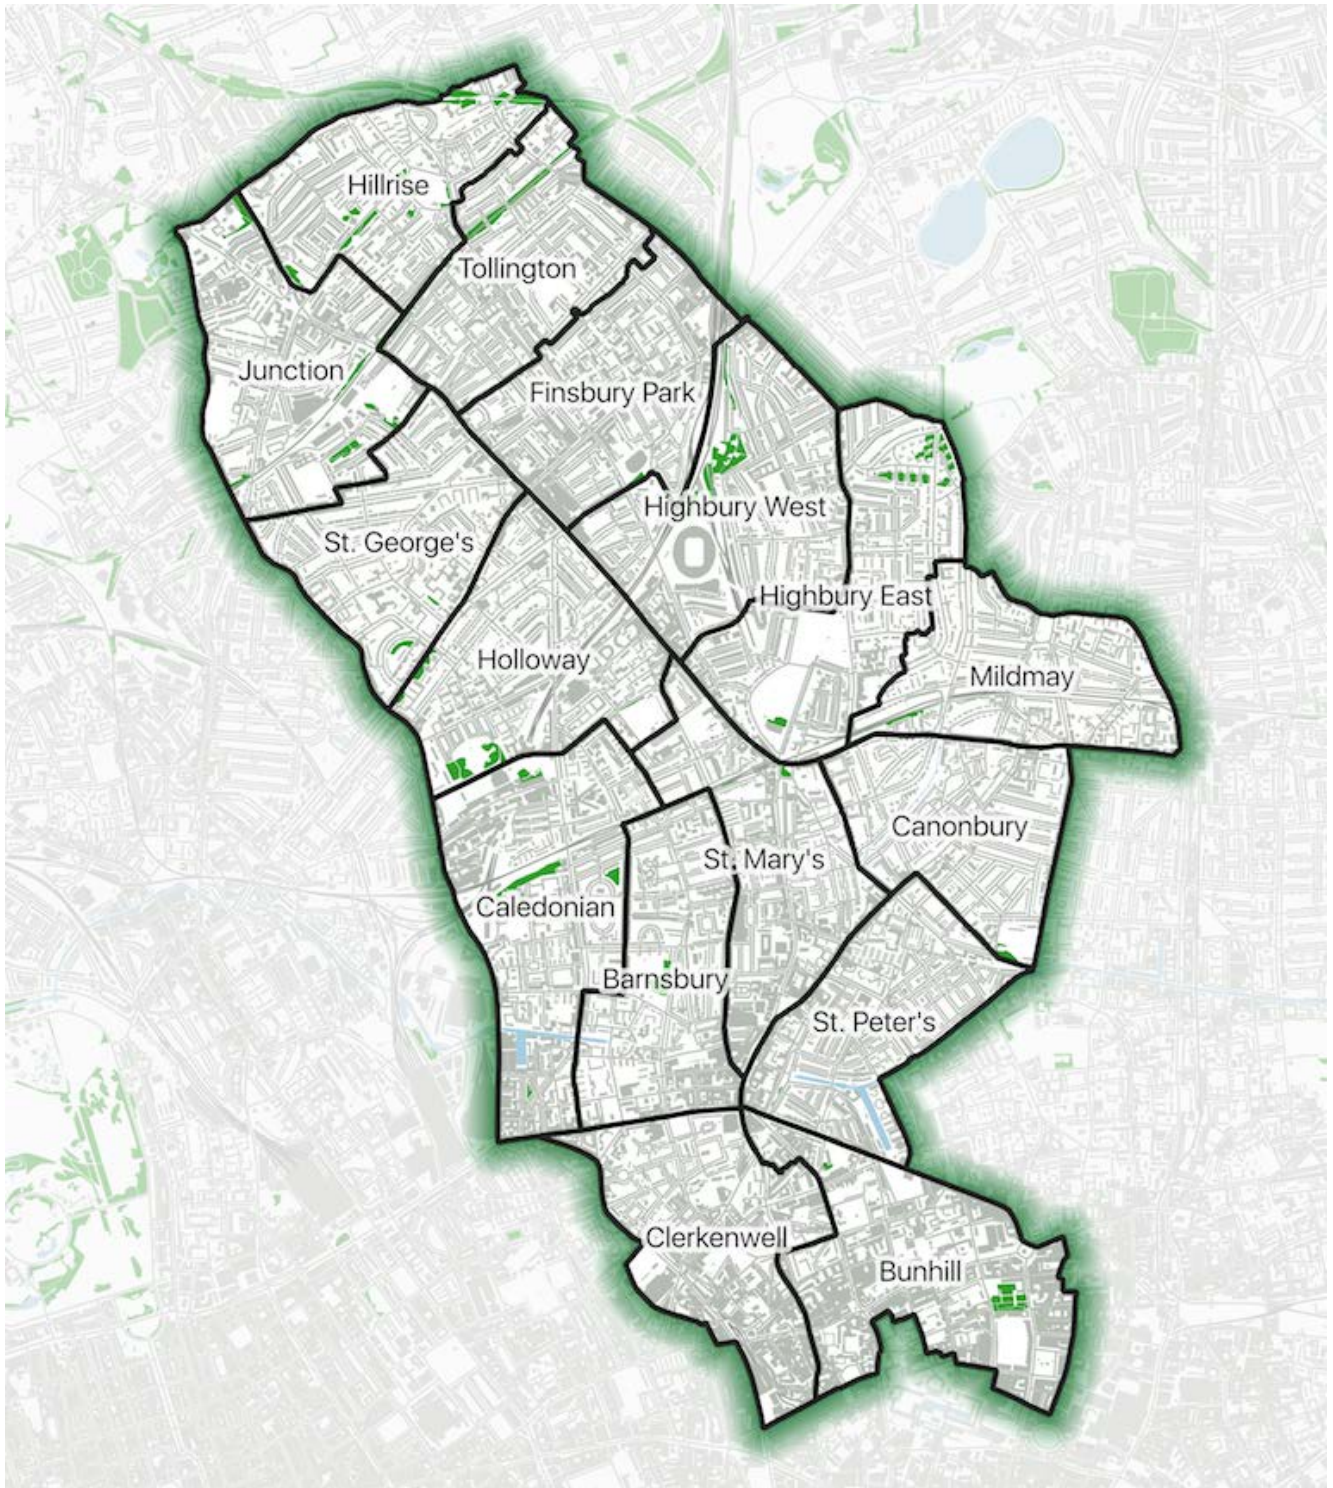 Hillrise
Tollington
Junction
Finsbury Park
Highbury West
St. George's
Highbury East
Holloway
Mildmay
Canonbury
St. Mary's
Caledonian
Barnsbury
St. Peter's
Clerkenwell
Bunhill